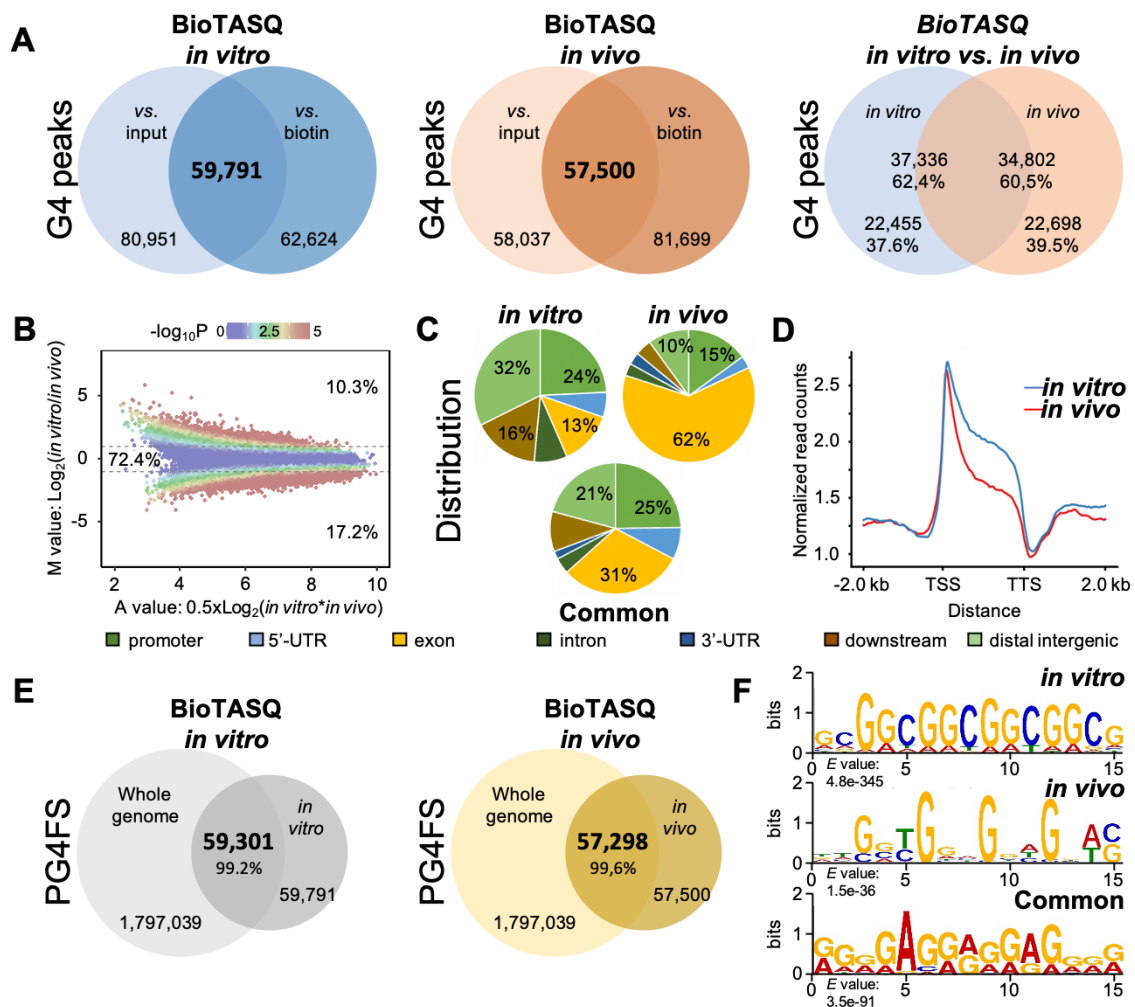 A
BioTASQ
in vitro
G4 peaks
vs.
input
vs.
biotin
59,791
80,951
62,624
BioTASQ
in vivo
G4 peaks
vs.
input
vs.
biotin
57,500
58,037
81,699
BioTASQ
in vitro vs. in vivo
G4 peaks
in vitro
in vivo
37,336
62,4%
34,802
60,5%
22,455
37.6%
22,698
39.5%
B
-log10P 0 2.5 5
M value: Log2(in vitro/in vivo)
5
0
-5
10.3%
72.4%
17.2%
2 4 6 8 10
A value: 0.5xLog2(in vitro*in vivo)
C
Distribution
in vitro
32%
24%
16%
13%
in vivo
10%
15%
62%
21%
25%
31%
Common
D
Normalized read counts
2.5
2.0
1.5
1.0
in vitro
in vivo
-2.0 kb TSS TTS 2.0 kb
Distance
promoter 5'-UTR exon intron 3'-UTR downstream distal intergenic
E
BioTASQ
in vitro
PG4FS
Whole
genome
in
vitro
59,301
99.2%
59,791
1,797,039
BioTASQ
in vivo
PG4FS
Whole
genome
in
vivo
57,298
99,6%
57,500
1,797,039
F
in vitro
bits
2
1
0
GCGGCGGCGGCGGCG
0 5 10 15
E value:
4.8e-345
in vivo
bits
2
1
0
0 5 10 15
E value:
1.5e-36
Common
bits
2
1
0
0 5 10 15
E value:
3.5e-91